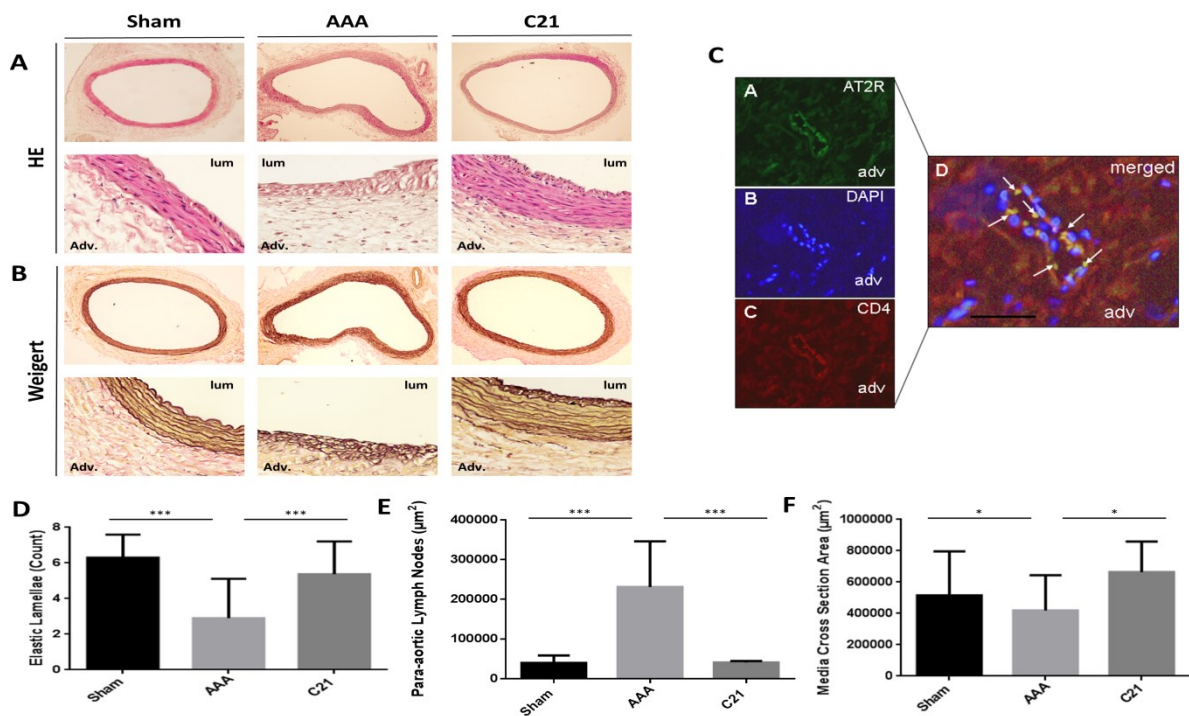 Sham
AAA
C21
A
HE
lum
lum
lum
Adv.
Adv.
Adv.
B
Weigert
lum
lum
lum
Adv.
Adv.
Adv.
C
A
AT2R
adv
B
DAPI
adv
C
CD4
adv
D
merged
adv
D
Elastic Lamellae (Count)
8
6
4
2
0
***
***
Sham
AAA
C21
E
Para-aortic Lymph Nodes (µm²)
400000
300000
200000
100000
0
***
***
Sham
AAA
C21
F
Media Cross Section Area (µm²)
1000000
800000
600000
400000
200000
0
*
*
Sham
AAA
C21